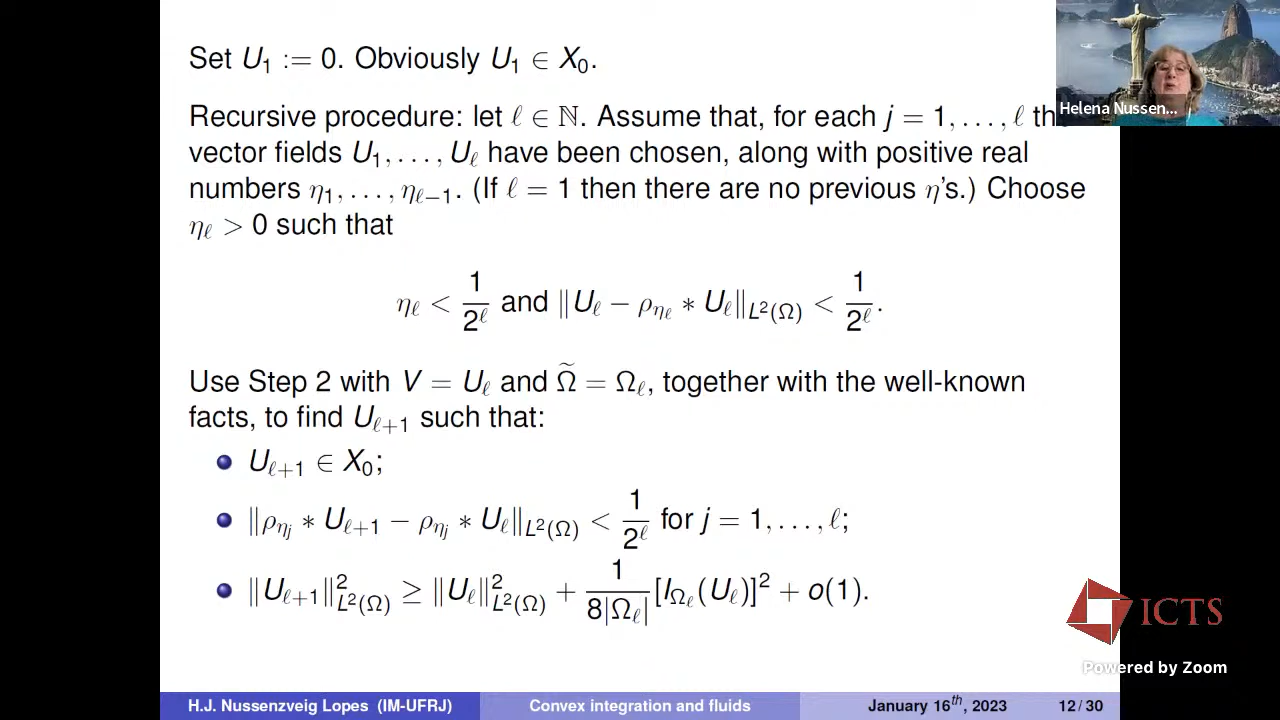 Set U₁ := 0. Obviously U₁ ∈ X₀.
Recursive procedure: let ℓ ∈ ℕ. Assume that, for each j = 1, . . . , ℓ th
vector fields U₁, . . . , U_ℓ have been chosen, along with positive real
numbers η₁, . . . , η_{ℓ−1}. (If ℓ = 1 then there are no previous η's.) Choose
η_ℓ > 0 such that
η_ℓ < 1/2^ℓ and ‖U_ℓ − ρ_{η_ℓ} ∗ U_ℓ‖_{L²(Ω)} < 1/2^ℓ.
Use Step 2 with V = U_ℓ and Ω̃ = Ω_ℓ, together with the well-known
facts, to find U_{ℓ+1} such that:
U_{ℓ+1} ∈ X₀;
‖ρ_{η_j} ∗ U_{ℓ+1} − ρ_{η_j} ∗ U_ℓ‖_{L²(Ω)} < 1/2^ℓ for j = 1, . . . , ℓ;
‖U_{ℓ+1}‖²_{L²(Ω)} ≥ ‖U_ℓ‖²_{L²(Ω)} + 1/(8|Ω_ℓ|) [I_{Ω_ℓ}(U_ℓ)]² + o(1).
Helena Nussen...
ICTS
Powered by Zoom
H.J. Nussenzveig Lopes (IM-UFRJ) Convex integration and fluids January 16th, 2023 12 / 30